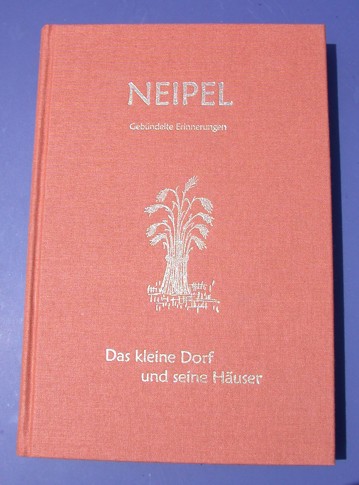 NEIPEL
Gebündelte Erinnerungen
Das kleine Dorf
und seine Häuser